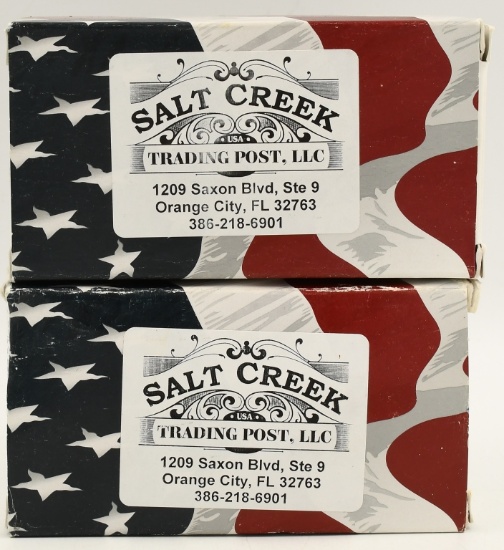 SALT CREEK
USA
TRADING POST, LLC
1209 Saxon Blvd, Ste 9
Orange City, FL 32763
386-218-6901
SALT CREEK
USA
TRADING POST, LLC
1209 Saxon Blvd, Ste 9
Orange City, FL 32763
386-218-6901